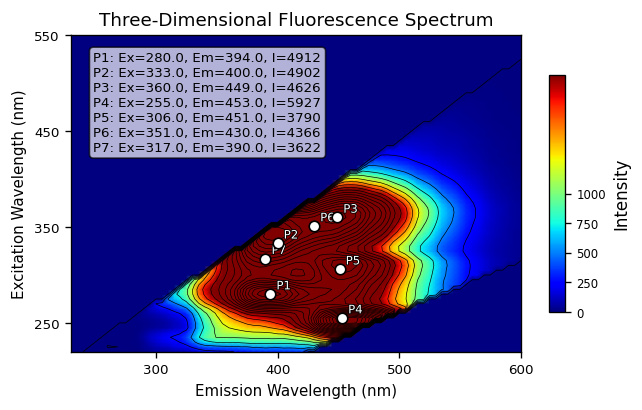 Three-Dimensional Fluorescence Spectrum
P1: Ex=280.0, Em=394.0, I=4912
P2: Ex=333.0, Em=400.0, I=4902
P3: Ex=360.0, Em=449.0, I=4626
P4: Ex=255.0, Em=453.0, I=5927
P5: Ex=306.0, Em=451.0, I=3790
P6: Ex=351.0, Em=430.0, I=4366
P7: Ex=317.0, Em=390.0, I=3622
550
450
350
250
Excitation Wavelength (nm)
P3
P6
P2
P7
P5
P1
P4
300
400
500
600
Emission Wavelength (nm)
1000
750
500
250
0
Intensity